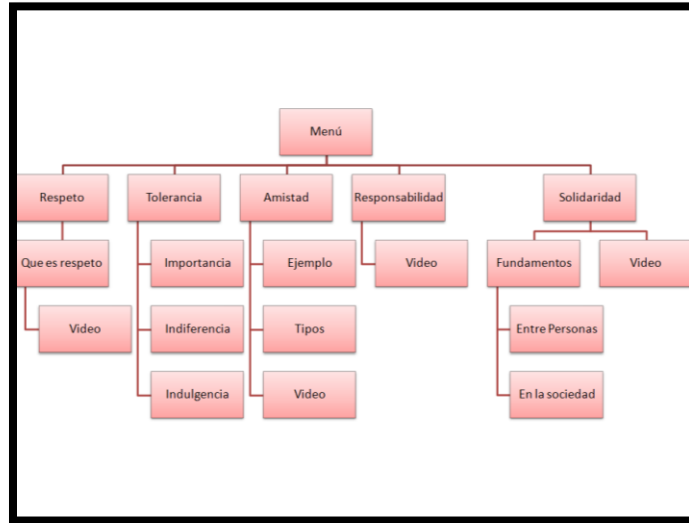 Menú
Respeto
Tolerancia
Amistad
Responsabilidad
Solidaridad
Que es respeto
Importancia
Ejemplo
Video
Fundamentos
Video
Video
Indiferencia
Tipos
Entre Personas
Indulgencia
Video
En la sociedad